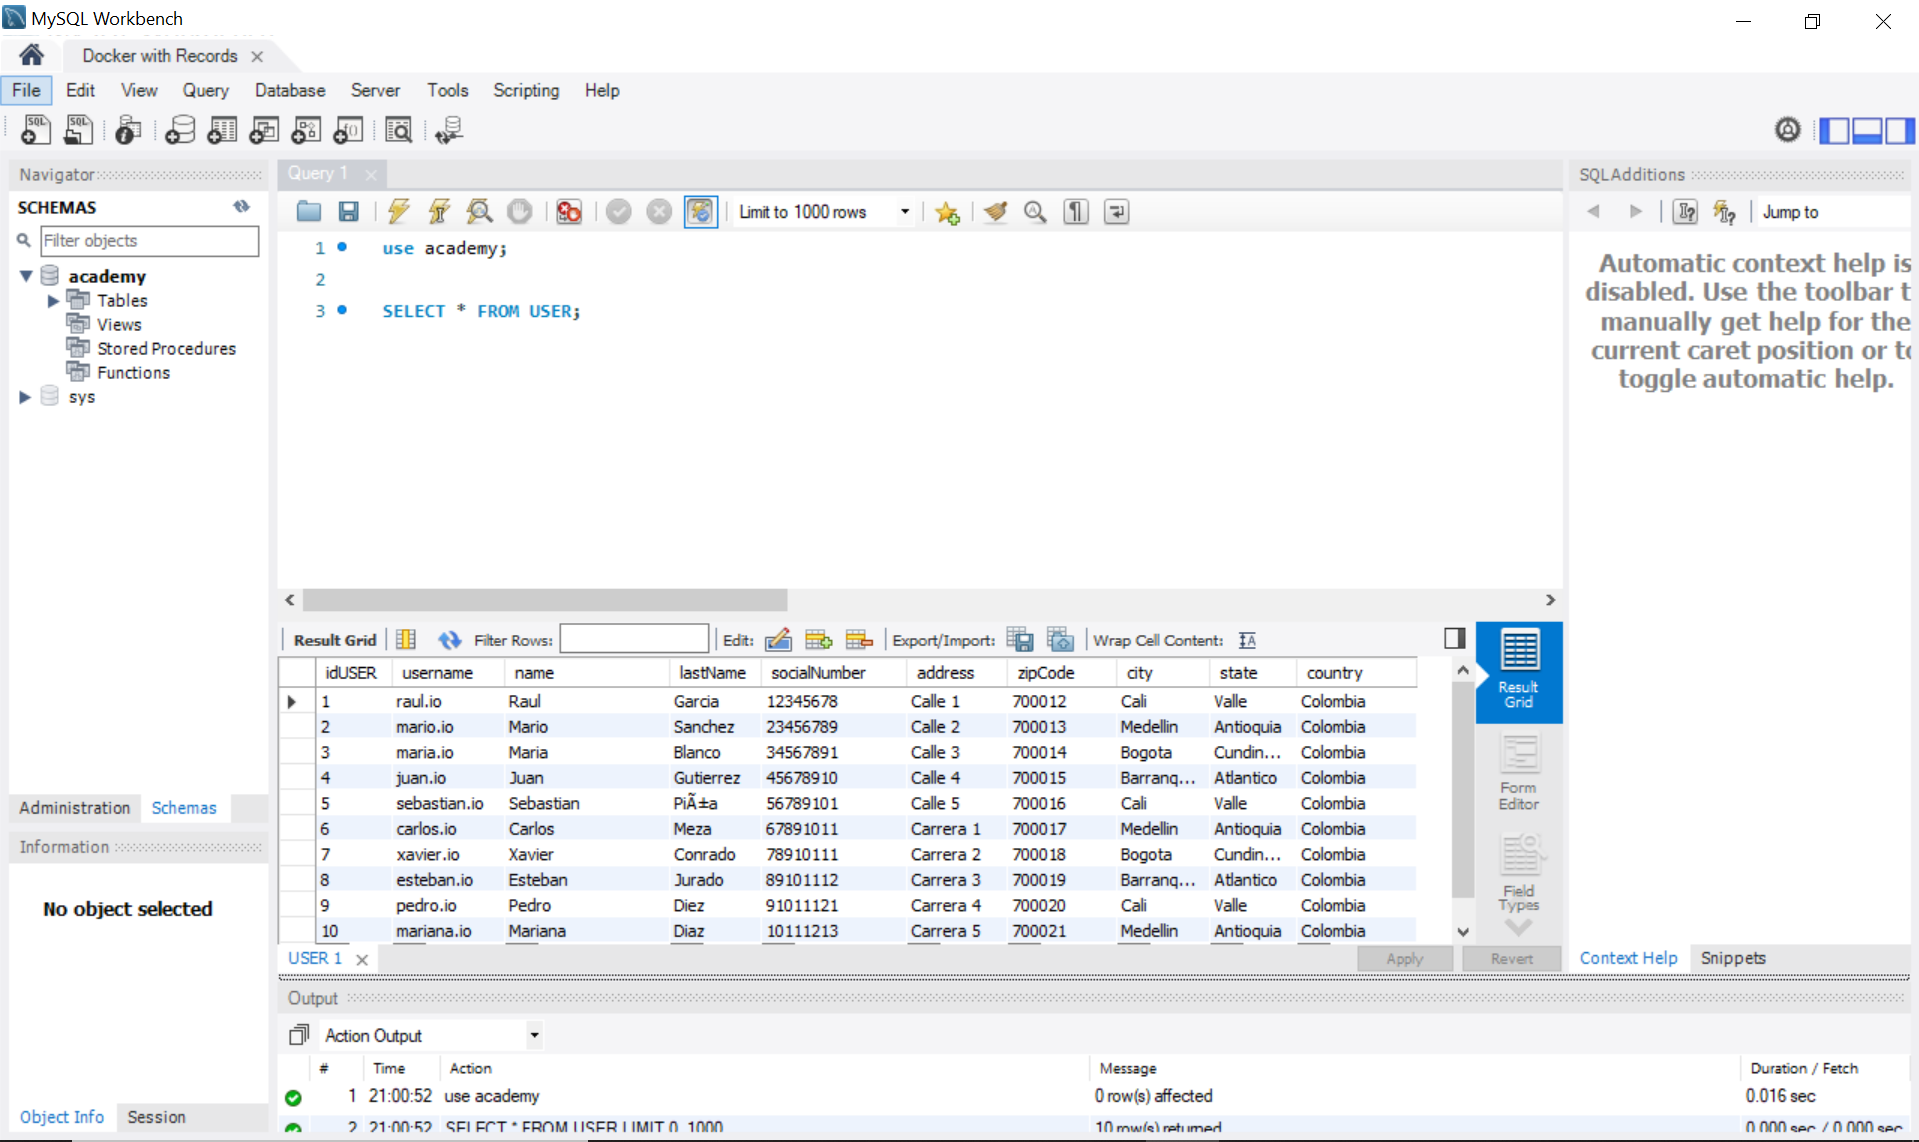 MySQL Workbench
Docker with Records
File Edit View Query Database Server Tools Scripting Help
Navigator
SCHEMAS
Filter objects
academy
Tables
Views
Stored Procedures
Functions
sys
Administration Schemas
Information
No object selected
Object Info Session
Query 1
Limit to 1000 rows
1 use academy;
2
3 SELECT * FROM USER;
Result Grid Filter Rows: Edit: Export/Import: Wrap Cell Content:
idUSER username name lastName socialNumber address zipCode city state country
1 raul.io Raul Garcia 12345678 Calle 1 700012 Cali Valle Colombia
2 mario.io Mario Sanchez 23456789 Calle 2 700013 Medellin Antioquia Colombia
3 maria.io Maria Blanco 34567891 Calle 3 700014 Bogota Cundin... Colombia
4 juan.io Juan Gutierrez 45678910 Calle 4 700015 Barranq... Atlantico Colombia
5 sebastian.io Sebastian PiÃ±a 56789101 Calle 5 700016 Cali Valle Colombia
6 carlos.io Carlos Meza 67891011 Carrera 1 700017 Medellin Antioquia Colombia
7 xavier.io Xavier Conrado 78910111 Carrera 2 700018 Bogota Cundin... Colombia
8 esteban.io Esteban Jurado 89101112 Carrera 3 700019 Barranq... Atlantico Colombia
9 pedro.io Pedro Diez 91011121 Carrera 4 700020 Cali Valle Colombia
10 mariana.io Mariana Diaz 10111213 Carrera 5 700021 Medellin Antioquia Colombia
Result
Grid
Form
Editor
Field
Types
USER 1
Apply Revert
SQLAdditions
Jump to
Automatic context help is
disabled. Use the toolbar t
manually get help for the
current caret position or to
toggle automatic help.
Context Help Snippets
Output
Action Output
# Time Action Message Duration / Fetch
1 21:00:52 use academy 0 row(s) affected 0.016 sec
2 21:00:52 SELECT * FROM USER LIMIT 0, 1000 10 row(s) returned 0.000 sec / 0.000 sec